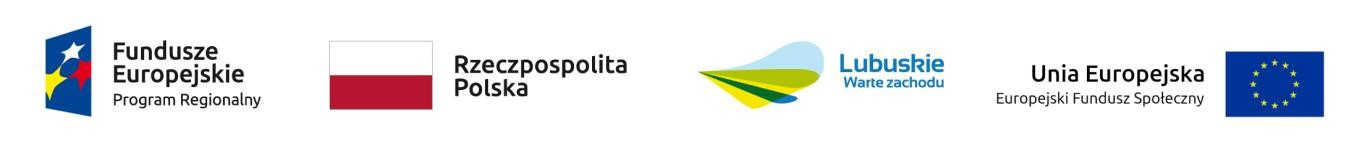 Fundusze
Europejskie
Program Regionalny
Rzeczpospolita
Polska
Lubuskie
Warte zachodu
Unia Europejska
Europejski Fundusz Społeczny